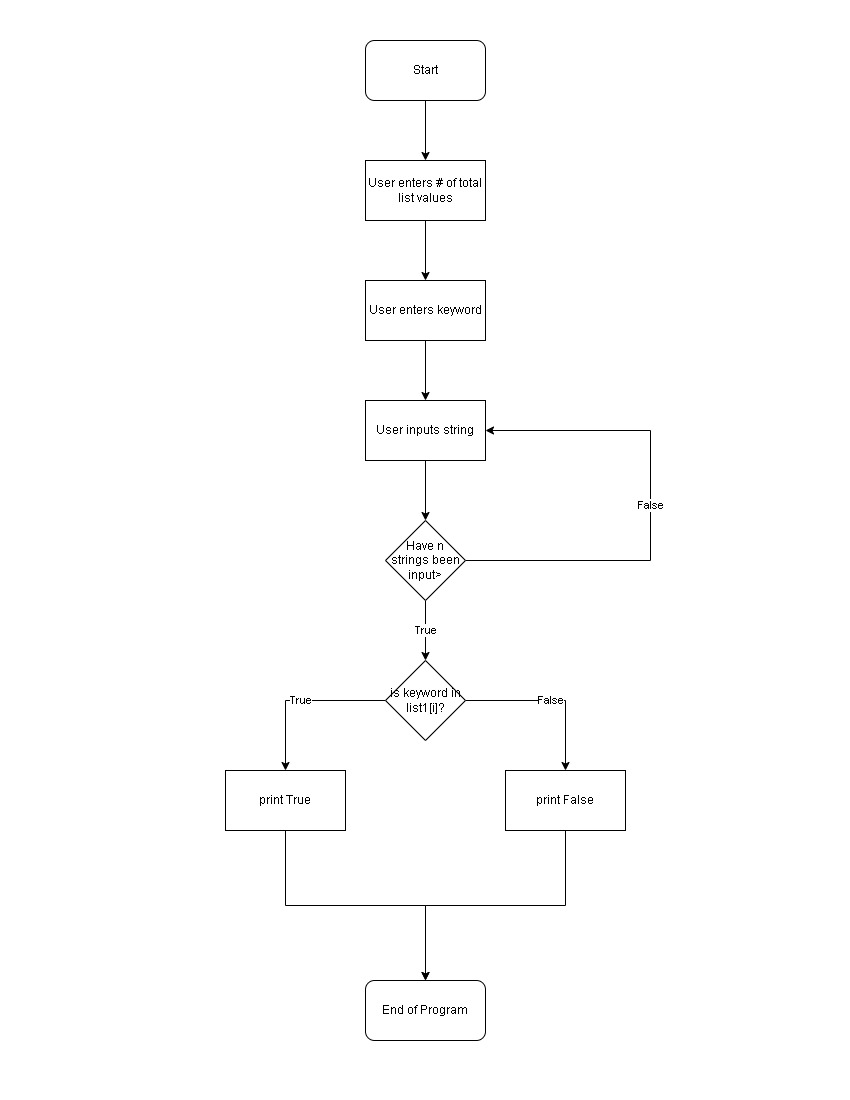 Start
User enters # of total
list values
User enters keyword
User inputs string
False
Have n
strings been
input>
True
is keyword in
list1[i]?
True
False
print True
print False
End of Program